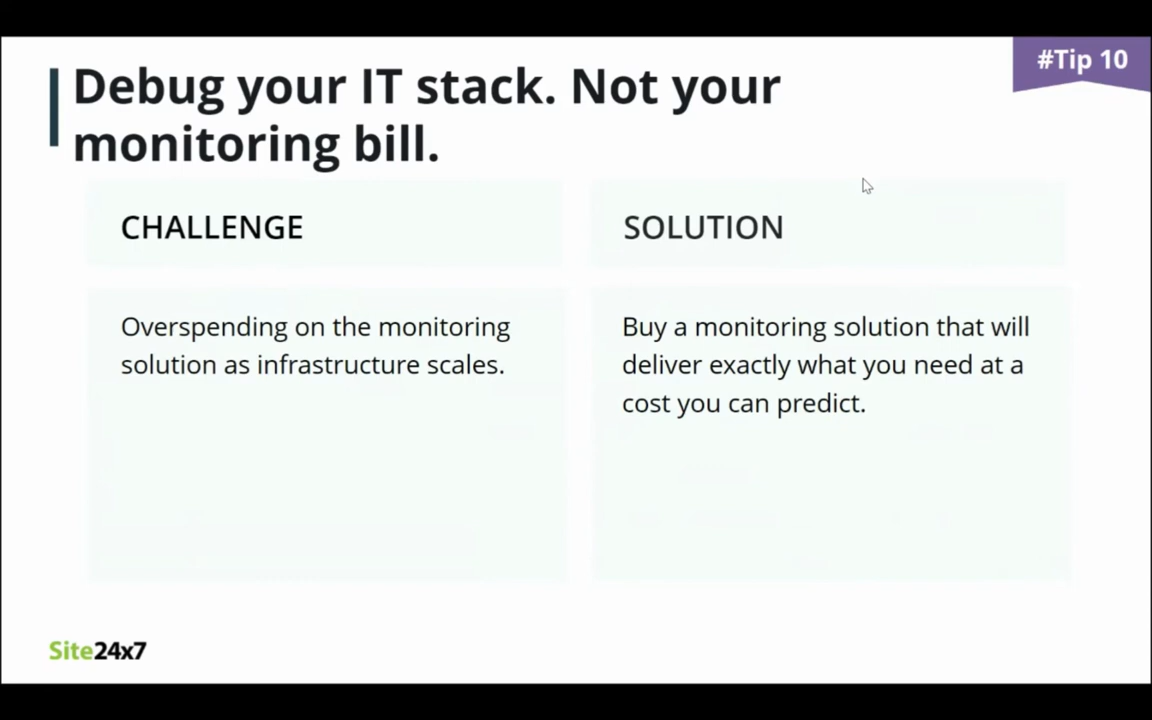 #Tip 10
Debug your IT stack. Not your
monitoring bill.
CHALLENGE
SOLUTION
Overspending on the monitoring
solution as infrastructure scales.
Buy a monitoring solution that will
deliver exactly what you need at a
cost you can predict.
Site24x7